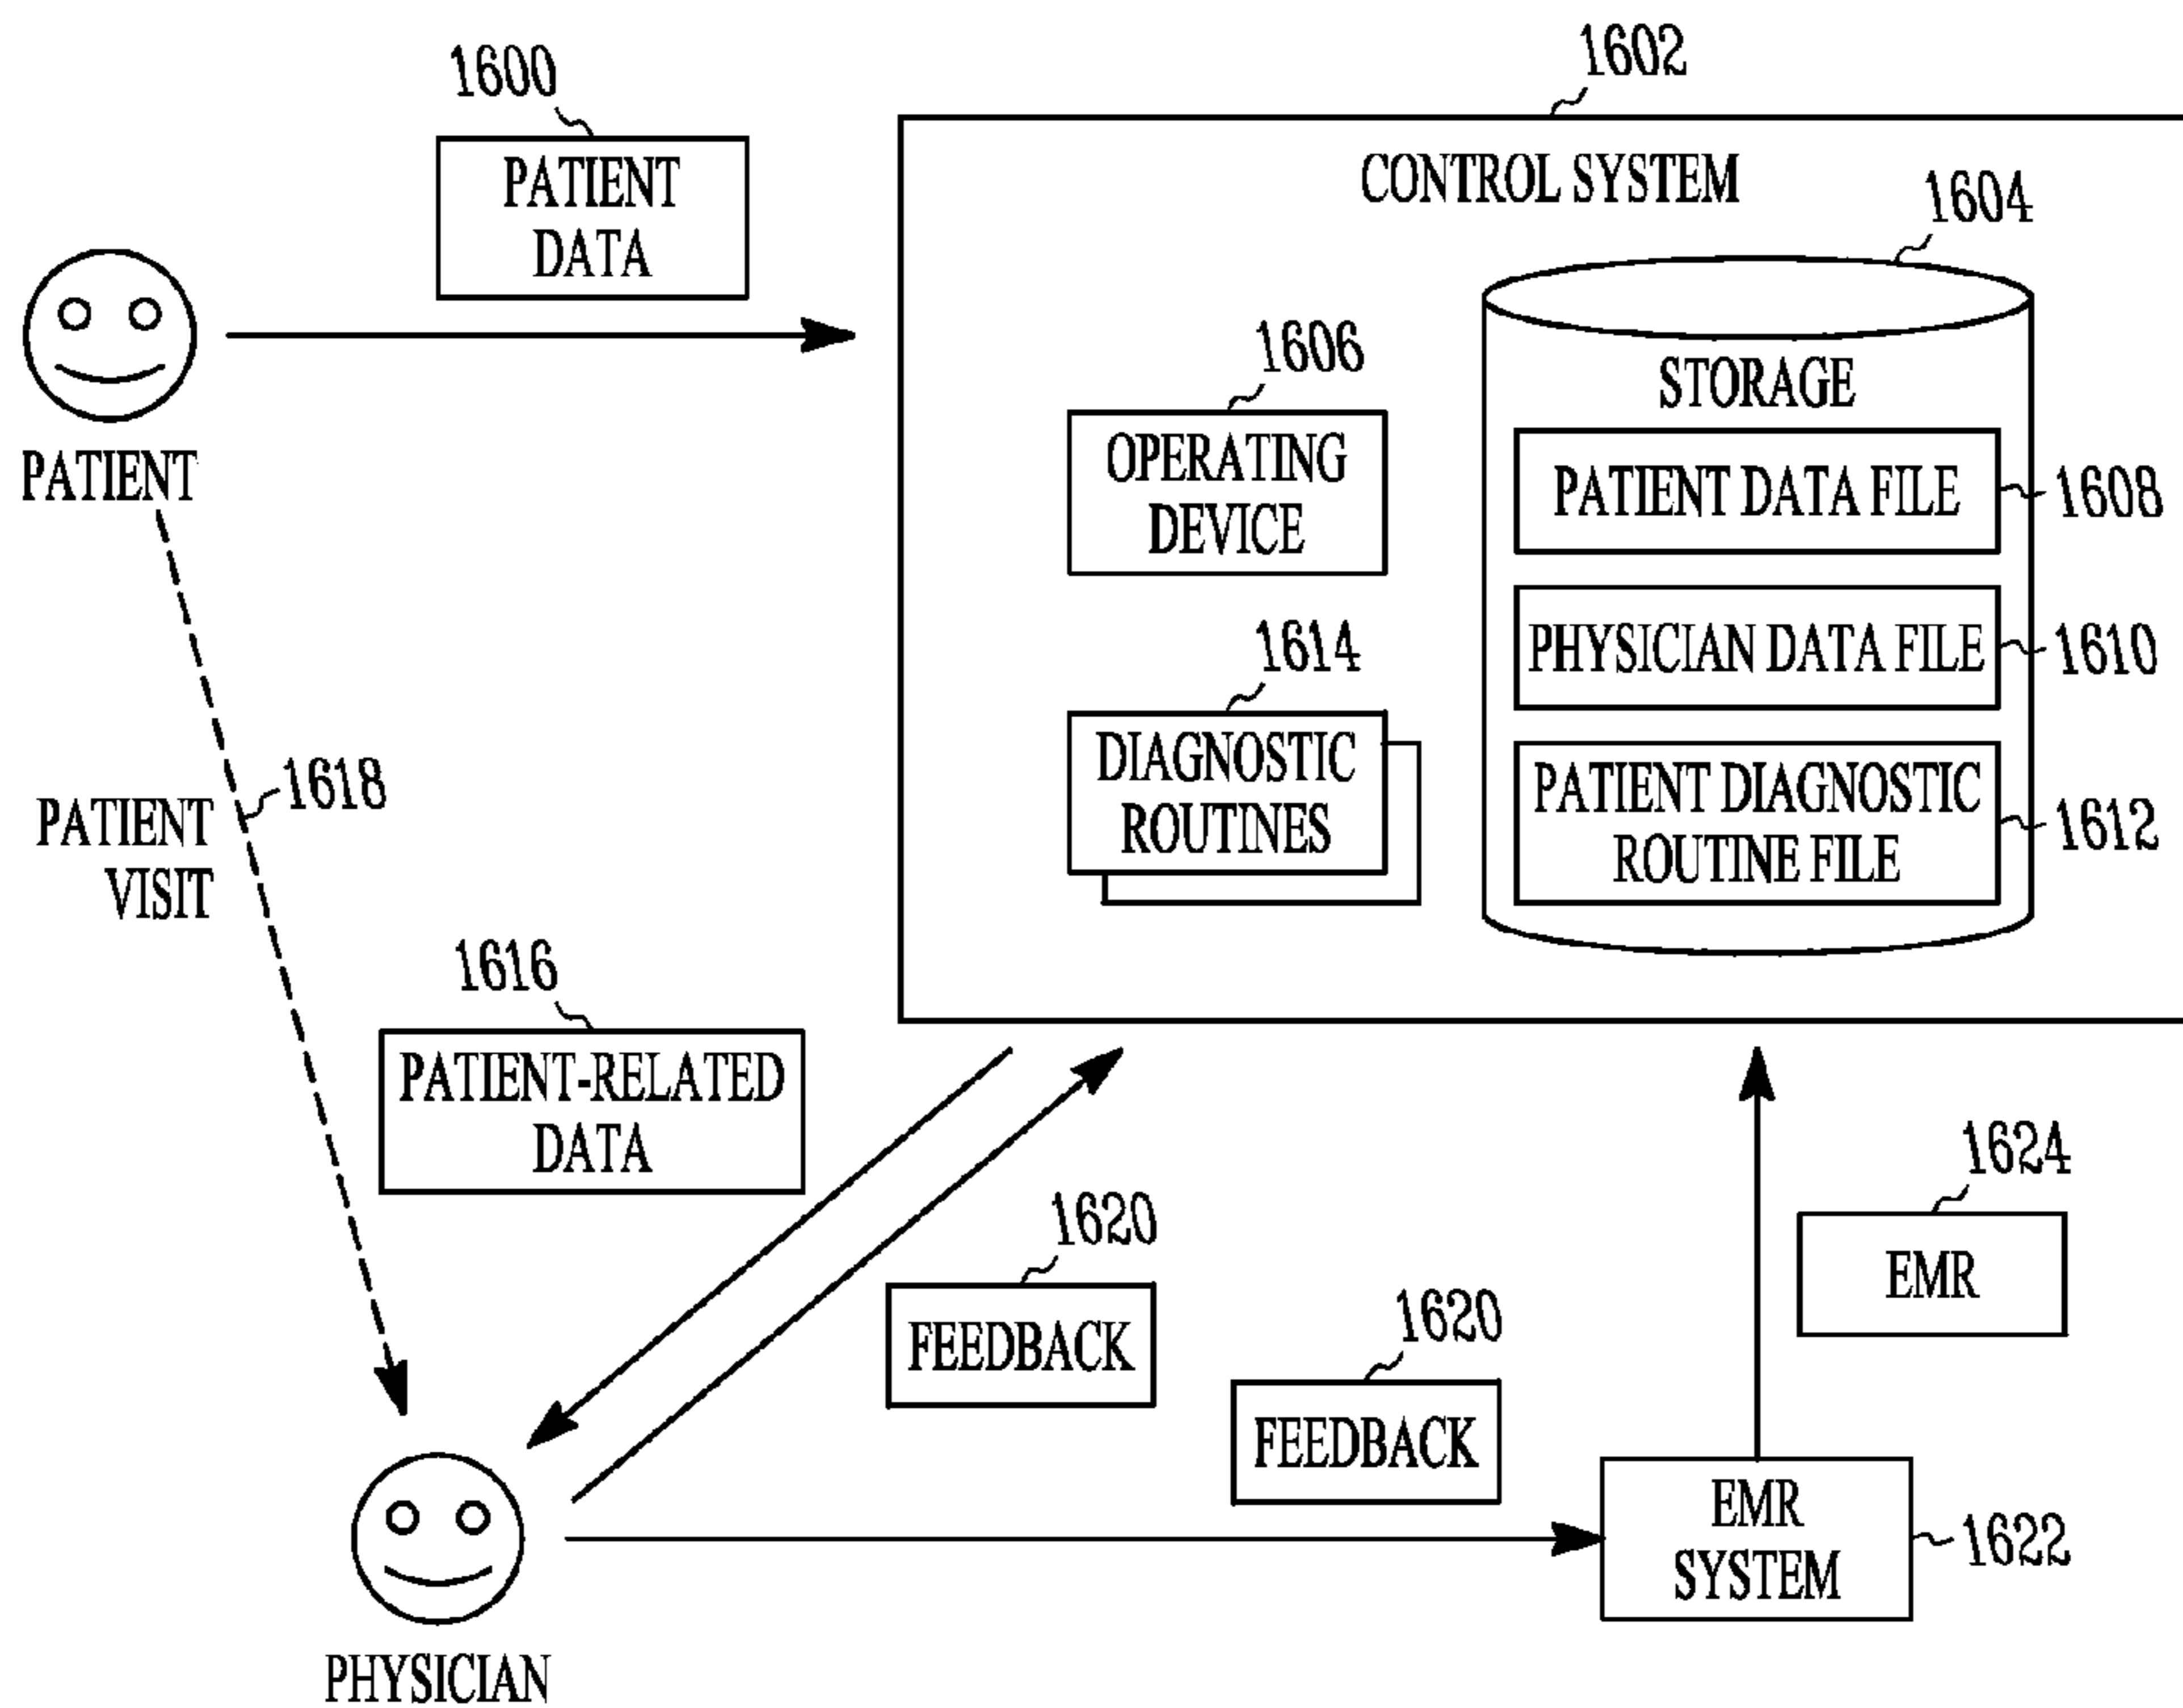 1600
PATIENT
DATA
PATIENT
1602
CONTROL SYSTEM
1604
STORAGE
1606
OPERATING
DEVICE
PATIENT DATA FILE
1608
PHYSICIAN DATA FILE
1610
1614
DIAGNOSTIC
ROUTINES
PATIENT DIAGNOSTIC
ROUTINE FILE
1612
PATIENT
VISIT
1618
1616
PATIENT-RELATED
DATA
1620
FEEDBACK
1620
FEEDBACK
1624
EMR
EMR
SYSTEM
1622
PHYSICIAN